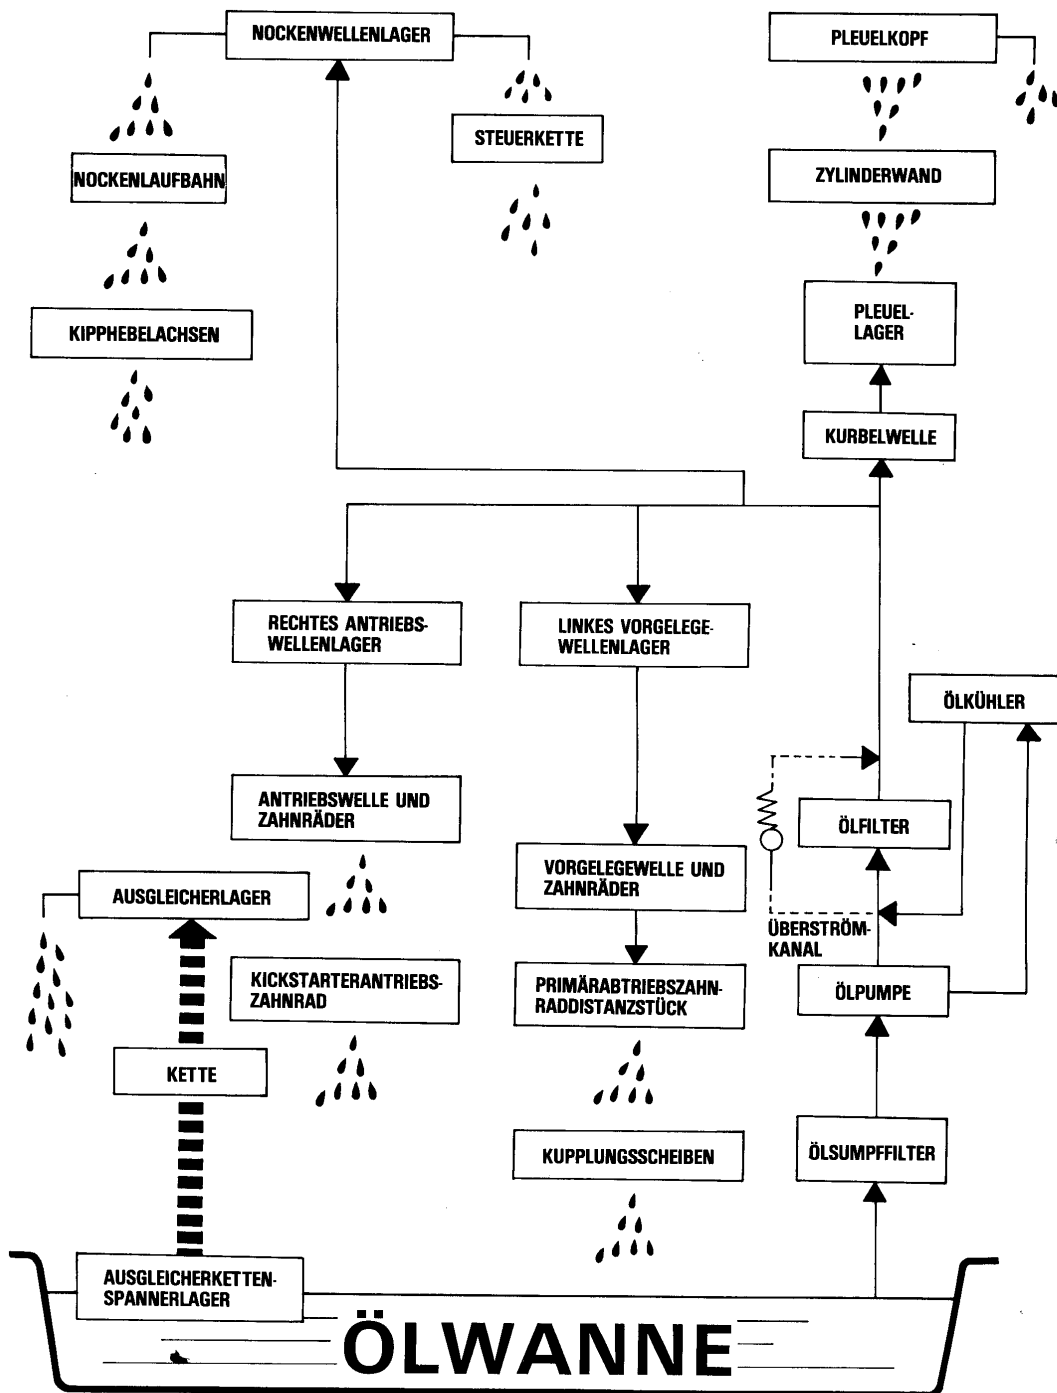 NOCKENWELLENLAGER
PLEUELKOPF
STEUERKETTE
NOCKENLAUFBAHN
ZYLINDERWAND
KIPPHEBELACHSEN
PLEUEL-
LAGER
KURBELWELLE
RECHTES ANTRIEBS-
WELLENLAGER
LINKES VORGELEGE-
WELLENLAGER
ÖLKÜHLER
ANTRIEBSWELLE UND
ZAHNRÄDER
ÖLFILTER
VORGELEGEWELLE UND
ZAHNRÄDER
AUSGLEICHERLAGER
ÜBERSTRÖM-
KANAL
KICKSTARTERANTRIEBS-
ZAHNRAD
PRIMÄRABTRIEBSZAHN-
RADDISTANZSTÜCK
ÖLPUMPE
KETTE
KUPPLUNGSSCHEIBEN
ÖLSUMPFFILTER
AUSGLEICHERKETTEN-
SPANNERLAGER
ÖLWANNE